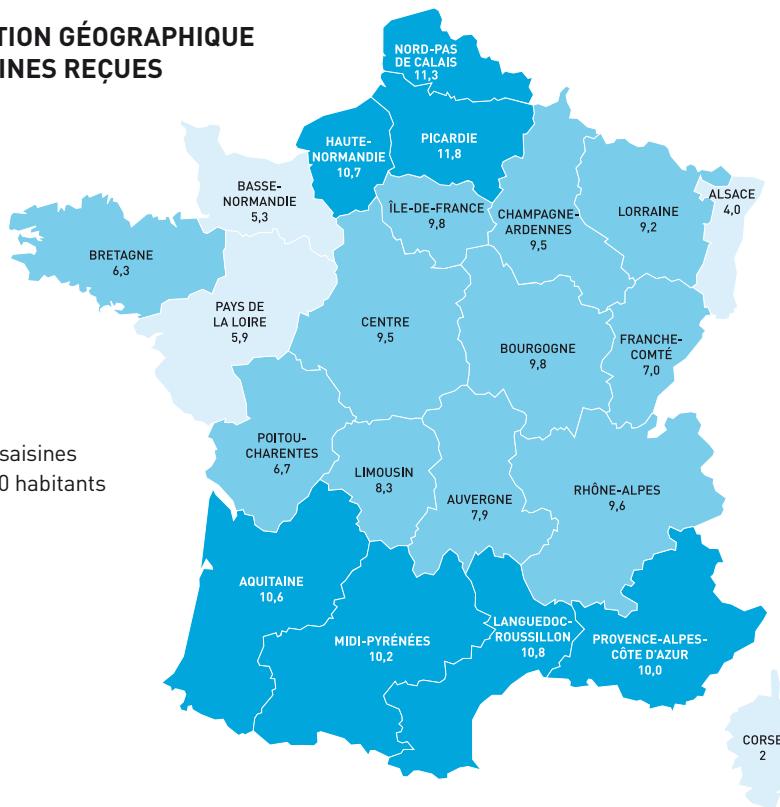 TION GÉOGRAPHIQUE
INES REÇUES
NORD-PAS
DE CALAIS
11,3
HAUTE-
NORMANDIE
10,7
PICARDIE
11,8
BASSE-
NORMANDIE
5,3
ÎLE-DE-FRANCE
9,8
CHAMPAGNE-
ARDENNES
9,5
LORRAINE
9,2
ALSACE
4,0
BRETAGNE
6,3
PAYS DE
LA LOIRE
5,9
CENTRE
9,5
BOURGOGNE
9,8
FRANCHE-
COMTÉ
7,0
saisines
0 habitants
POITOU-
CHARENTES
6,7
LIMOUSIN
8,3
AUVERGNE
7,9
RHÔNE-ALPES
9,6
AQUITAINE
10,6
MIDI-PYRÉNÉES
10,2
LANGUEDOC-
ROUSSILLON
10,8
PROVENCE-ALPES-
CÔTE D'AZUR
10,0
CORSE
2